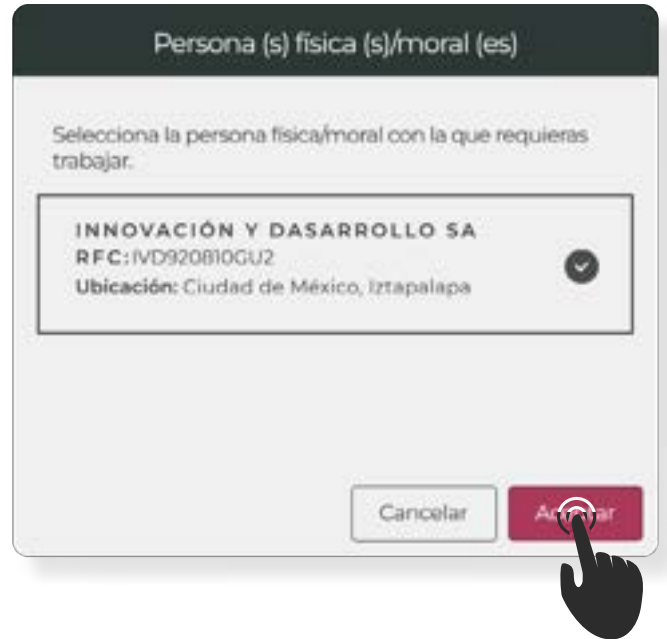 Persona (s) física (s)/moral (es)
Selecciona la persona física/moral con la que requieras
trabajar.
INNOVACIÓN Y DASARROLLO SA
RFC: IVD920810GU2
Ubicación: Ciudad de México, Iztapalapa
Cancelar